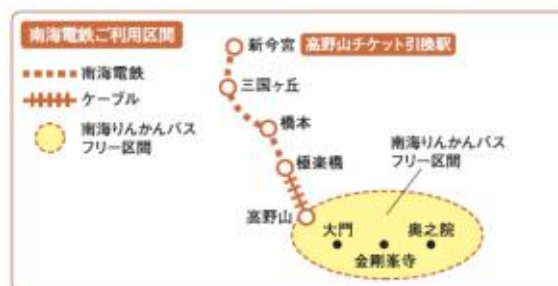 南海電鉄ご利用区間
新今宮 高野山チケット引換駅
南海電鉄
三国ヶ丘
ケーブル
橋本
南海りんかんバス
フリー区間
南海りんかんバス
フリー区間
極楽橋
高野山
大門
奥之院
金剛峯寺